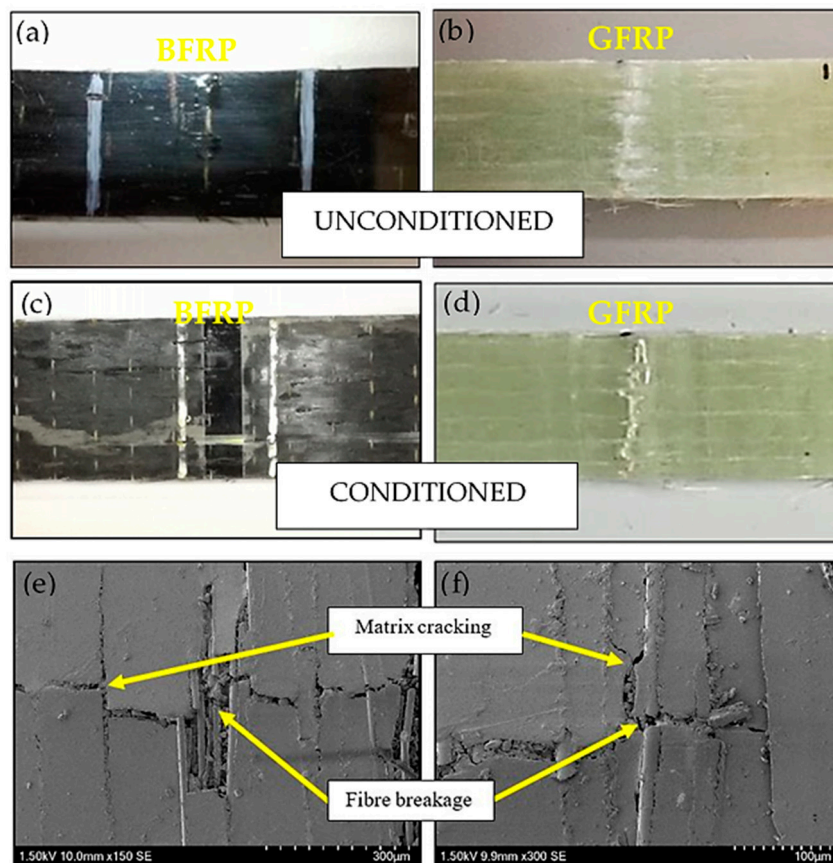 (a)
BFRP
(b)
GFRP
UNCONDITIONED
(c)
BFRP
(d)
GFRP
CONDITIONED
(e)
(f)
Matrix cracking
Fibre breakage
1.50kV 10.0mm x150 SE
300µm
1.50kV 9.9mm x300 SE
100µm